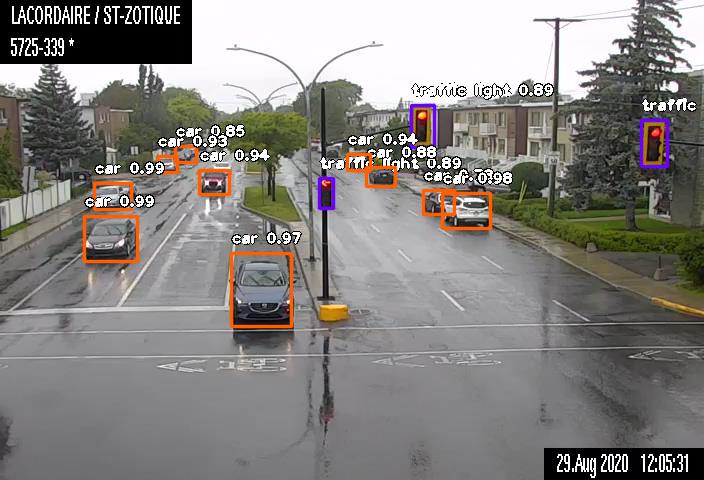 LACORDAIRE / ST-ZOTIQUE
5725-339 *
traffic light 0.89
traffic
car 0.85
car 0.93
car 0.94
car 0.94
car 0.88
car 0.99
traffic light 0.89
car 0.98
car 0.99
car 0.97
29.Aug 2020 12:05:31